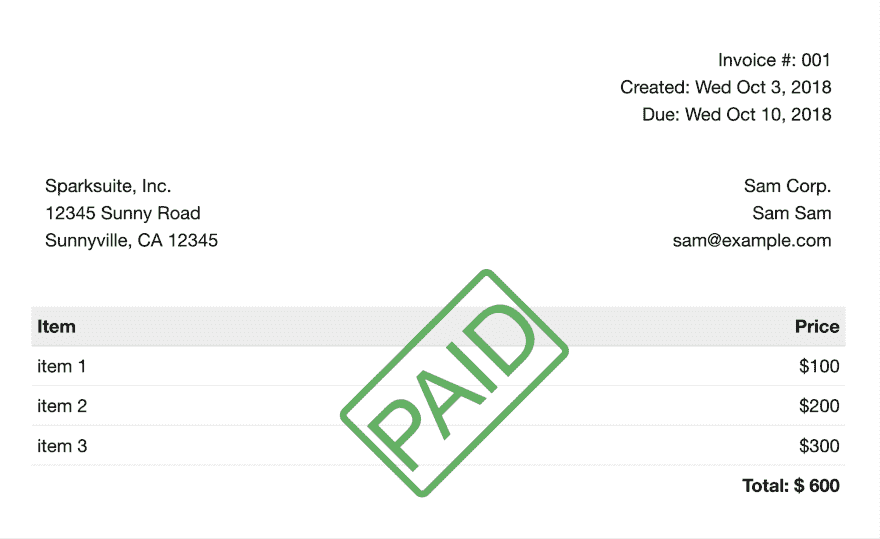 Invoice #: 001
Created: Wed Oct 3, 2018
Due: Wed Oct 10, 2018
Sparksuite, Inc.
12345 Sunny Road
Sunnyville, CA 12345
Sam Corp.
Sam Sam
sam@example.com
Item Price
item 1 $100
item 2 $200
item 3 $300
Total: $ 600
PAID